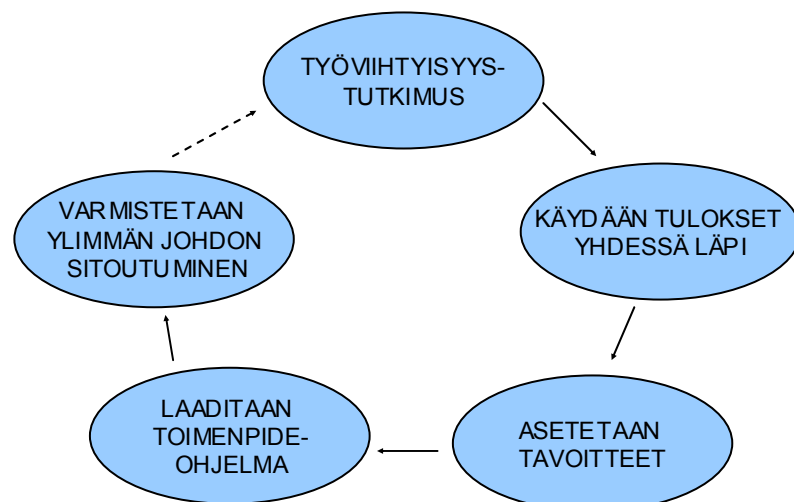 TYÖVIIHTYISYYS-
TUTKIMUS
KÄYDÄÄN TULOKSET
YHDESSÄ LÄPI
ASETETAAN
TAVOITTEET
LAADITAAN
TOIMENPIDE-
OHJELMA
VARMISTETAAN
YLIMMÄN JOHDON
SITOUTUMINEN